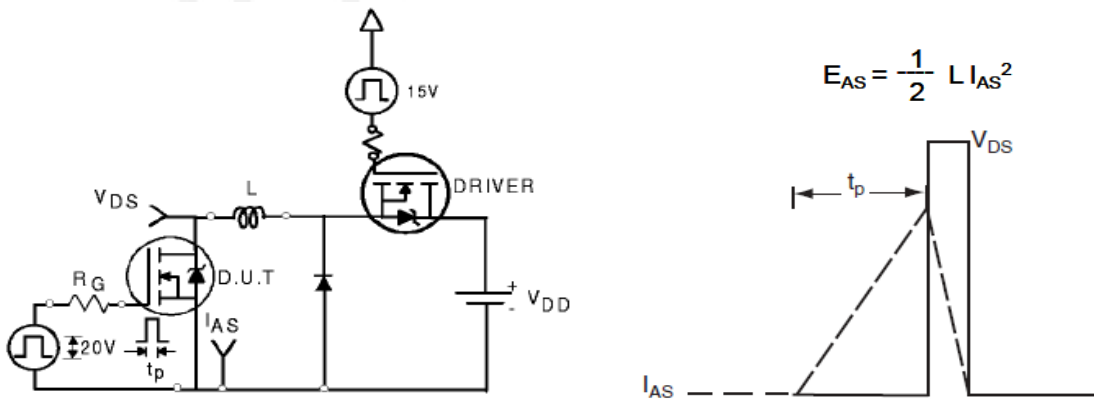 15V
DRIVER
VDS
L
RG
D.U.T
+
VDD
-
IAS
20V
tp
EAS = 1/2 L IAS²
VDS
tp
IAS